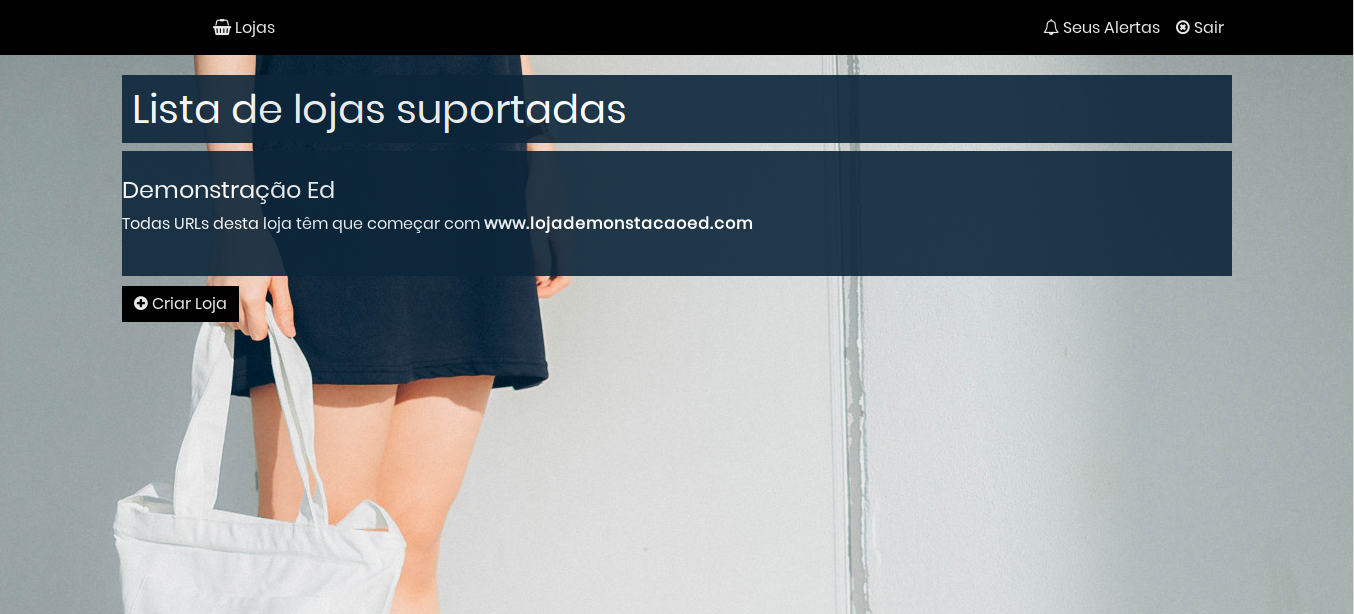 Lojas
Seus Alertas
Sair
Lista de lojas suportadas
Demonstração Ed
Todas URLs desta loja têm que começar com www.lojademonstacaoed.com
Criar Loja